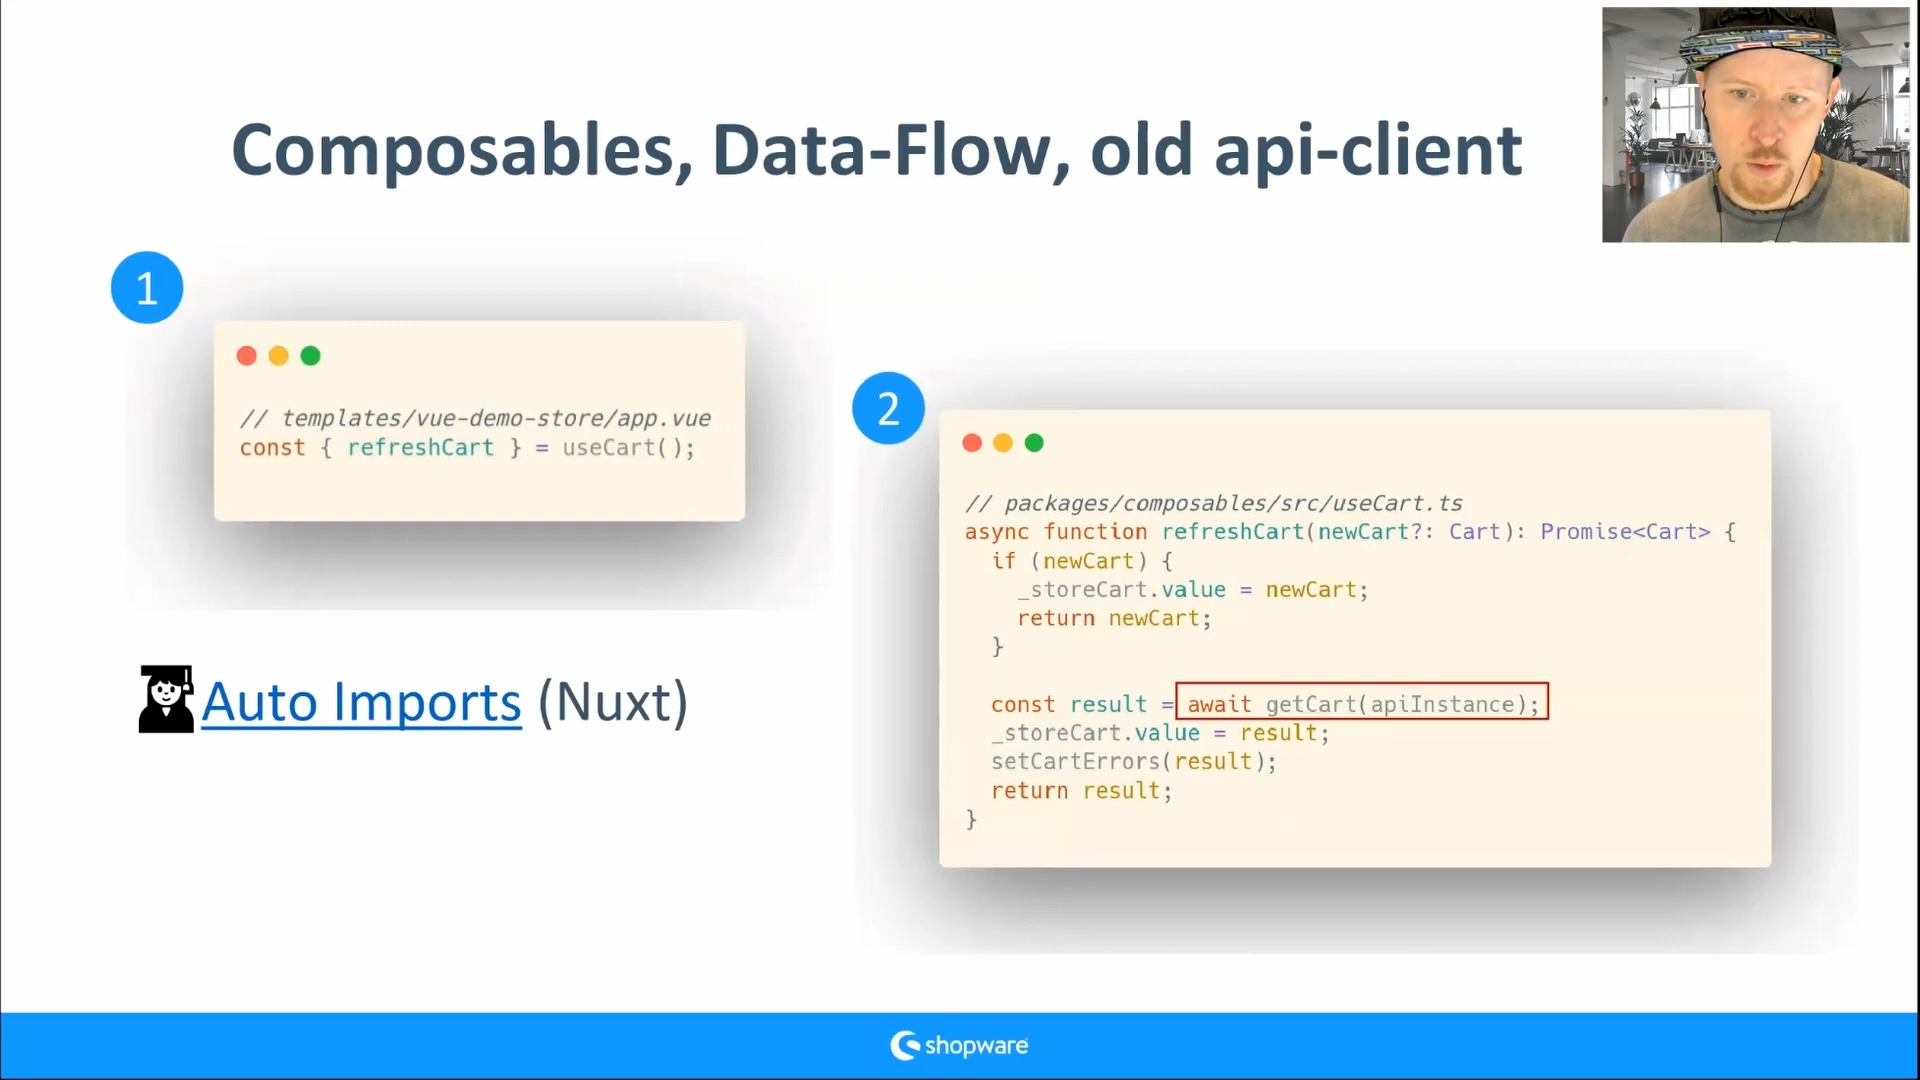 Composables, Data-Flow, old api-client
1
// templates/vue-demo-store/app.vue
const { refreshCart } = useCart();
Auto Imports (Nuxt)
2
// packages/composables/src/useCart.ts
async function refreshCart(newCart?: Cart): Promise<Cart> {
if (newCart) {
_storeCart.value = newCart;
return newCart;
}
const result = await getCart(apiInstance);
_storeCart.value = result;
setCartErrors(result);
return result;
}
shopware